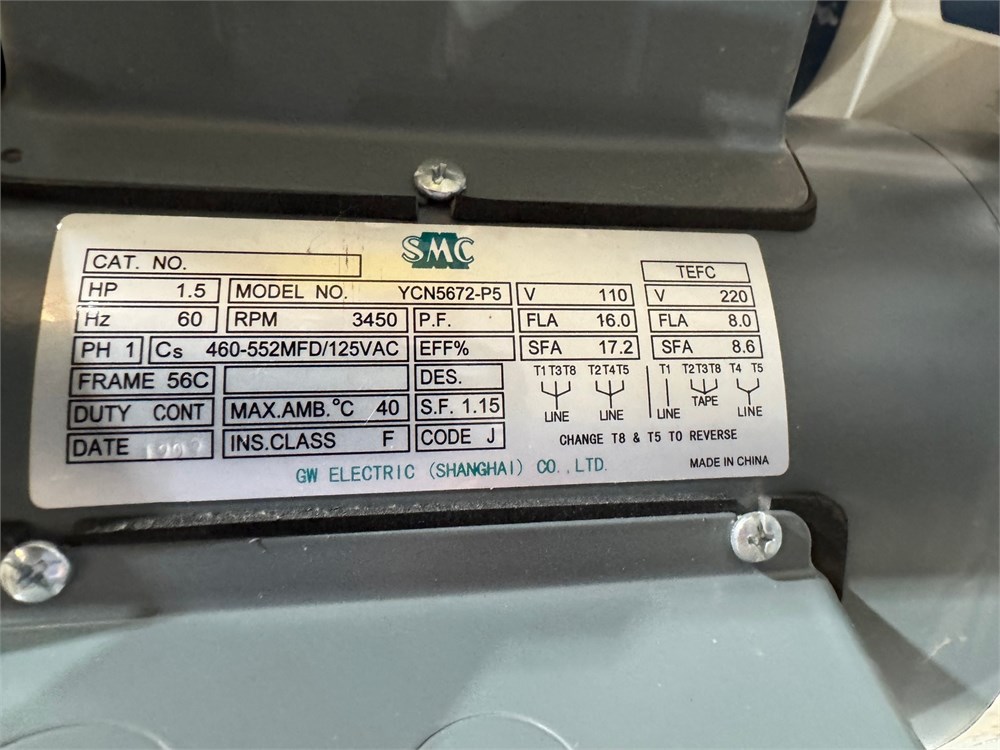 SMC
CAT. NO.
TEFC
HP 1.5 MODEL NO. YCN5672-P5 V 110 V 220
Hz 60 RPM 3450 P.F. FLA 16.0 FLA 8.0
PH 1 Cs 460-552MFD/125VAC EFF% SFA 17.2 SFA 8.6
FRAME 56C DES. T1 T3T8 T2T4T5 T1 T2T3T8 T4 T5
TAPE
DUTY CONT MAX.AMB.°C 40 S.F. 1.15 LINE LINE LINE LINE
DATE INS.CLASS F CODE J CHANGE T8 & T5 TO REVERSE
GW ELECTRIC (SHANGHAI) CO.,LTD. MADE IN CHINA